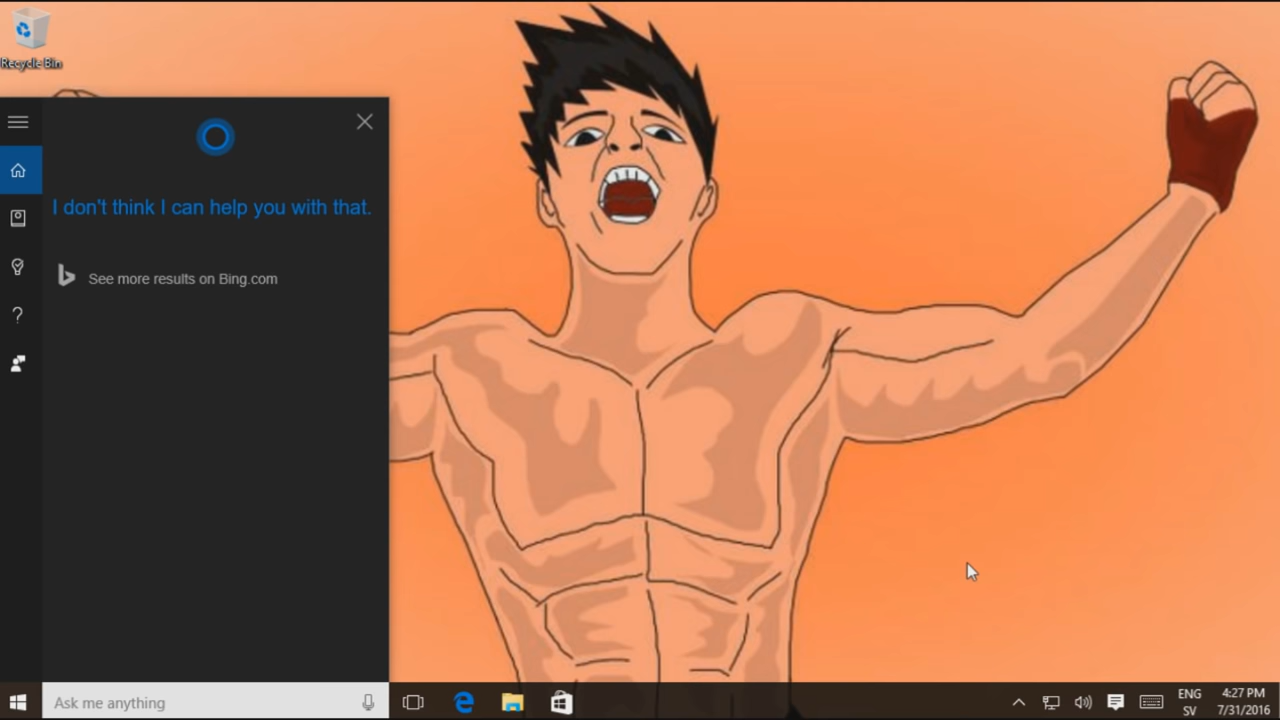 Recycle Bin
I don't think I can help you with that.
See more results on Bing.com
Ask me anything
ENG
SV
4:27 PM
7/31/2016